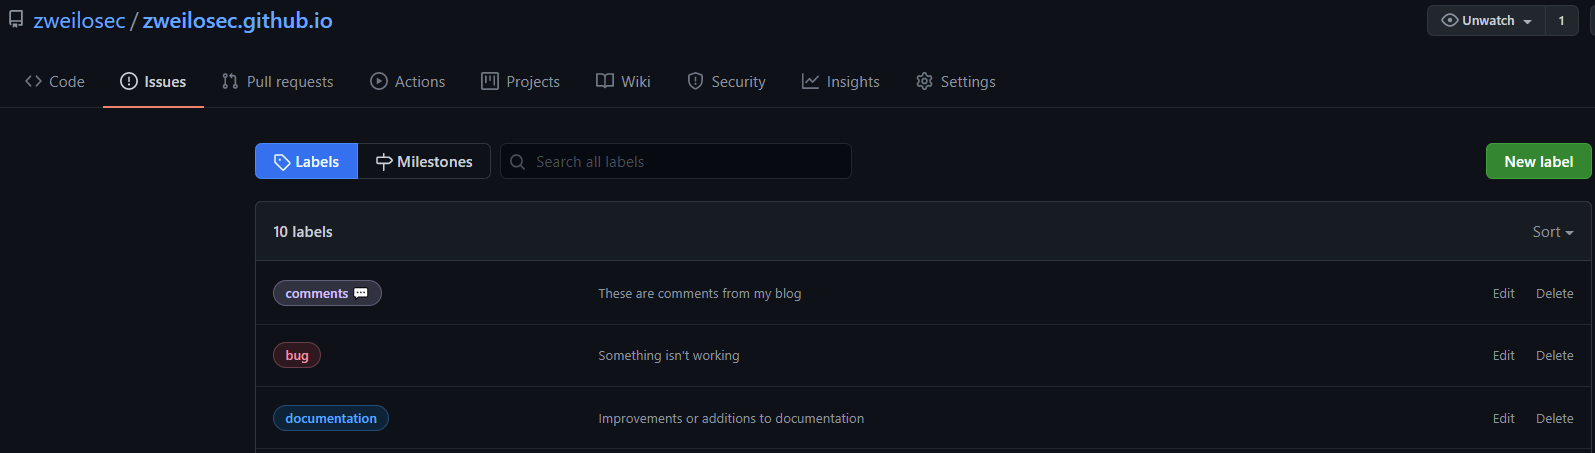 zweilosec / zweilosec.github.io
Unwatch 1
Code Issues Pull requests Actions Projects Wiki Security Insights Settings
Labels Milestones Search all labels New label
10 labels Sort
comments 💬 These are comments from my blog Edit Delete
bug Something isn't working Edit Delete
documentation Improvements or additions to documentation Edit Delete